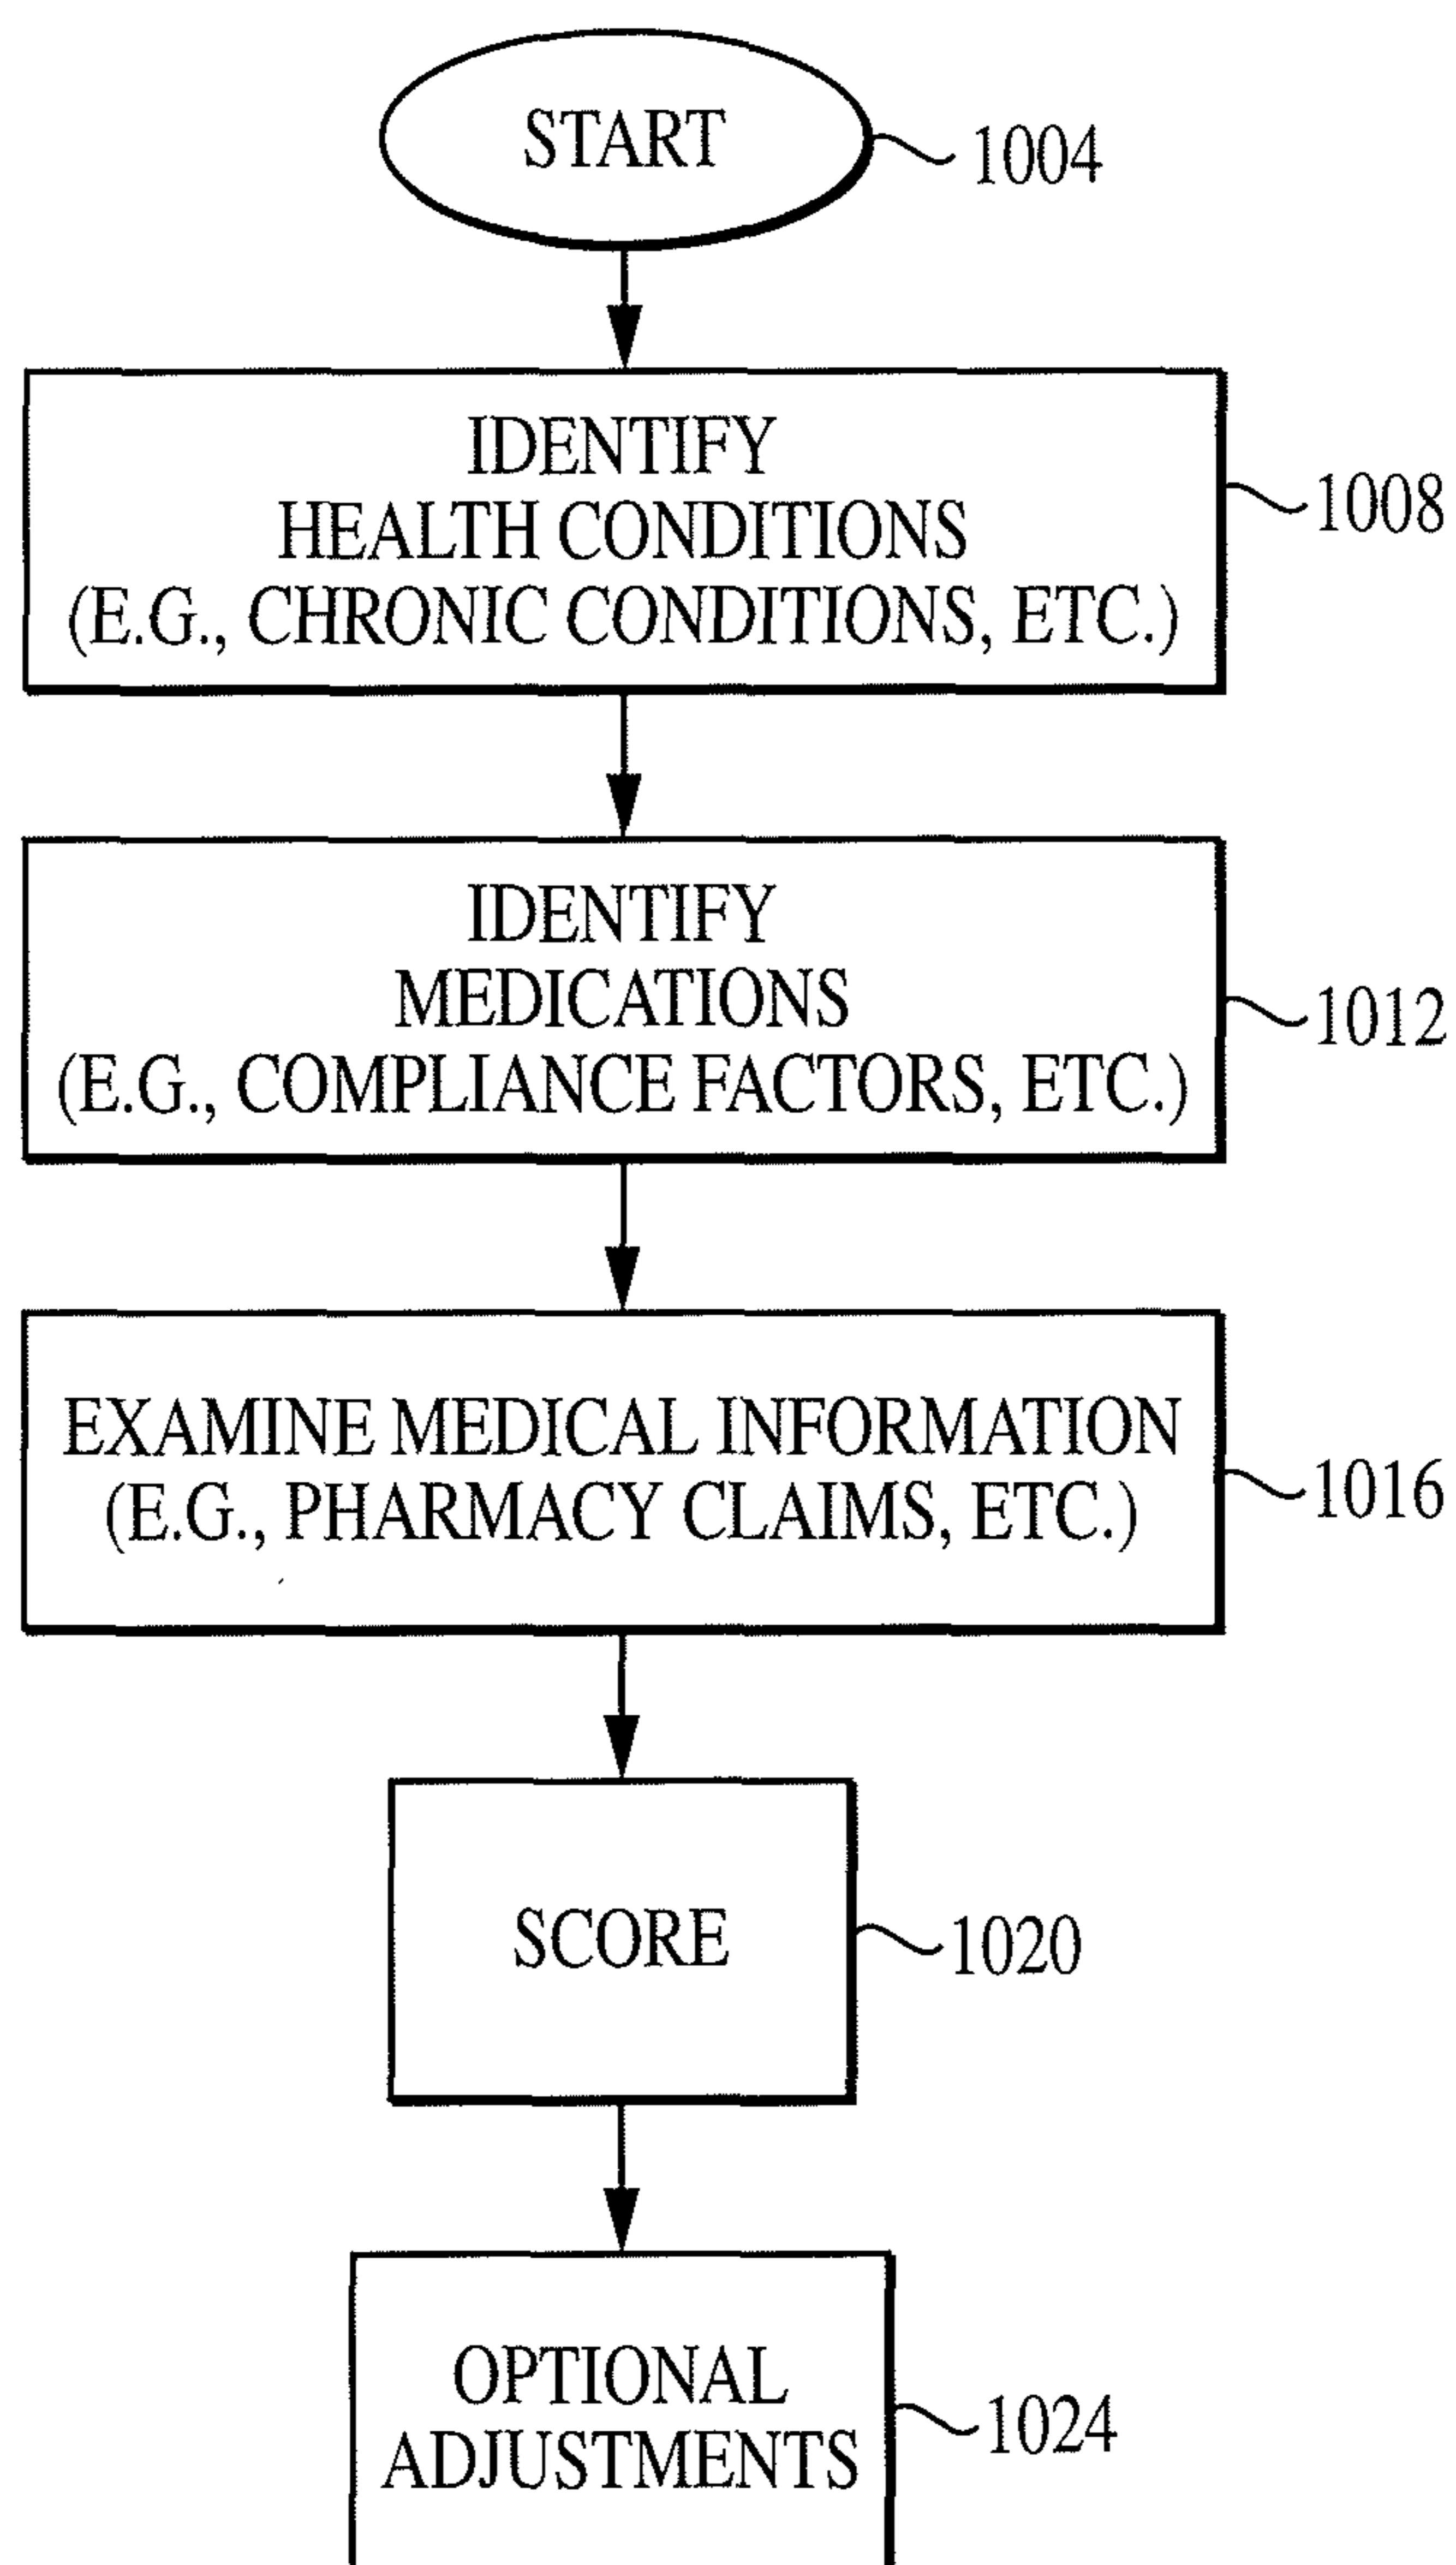 START
1004
IDENTIFY
HEALTH CONDITIONS
(E.G., CHRONIC CONDITIONS, ETC.)
1008
IDENTIFY
MEDICATIONS
(E.G., COMPLIANCE FACTORS, ETC.)
1012
EXAMINE MEDICAL INFORMATION
(E.G., PHARMACY CLAIMS, ETC.)
1016
SCORE
1020
OPTIONAL
ADJUSTMENTS
1024